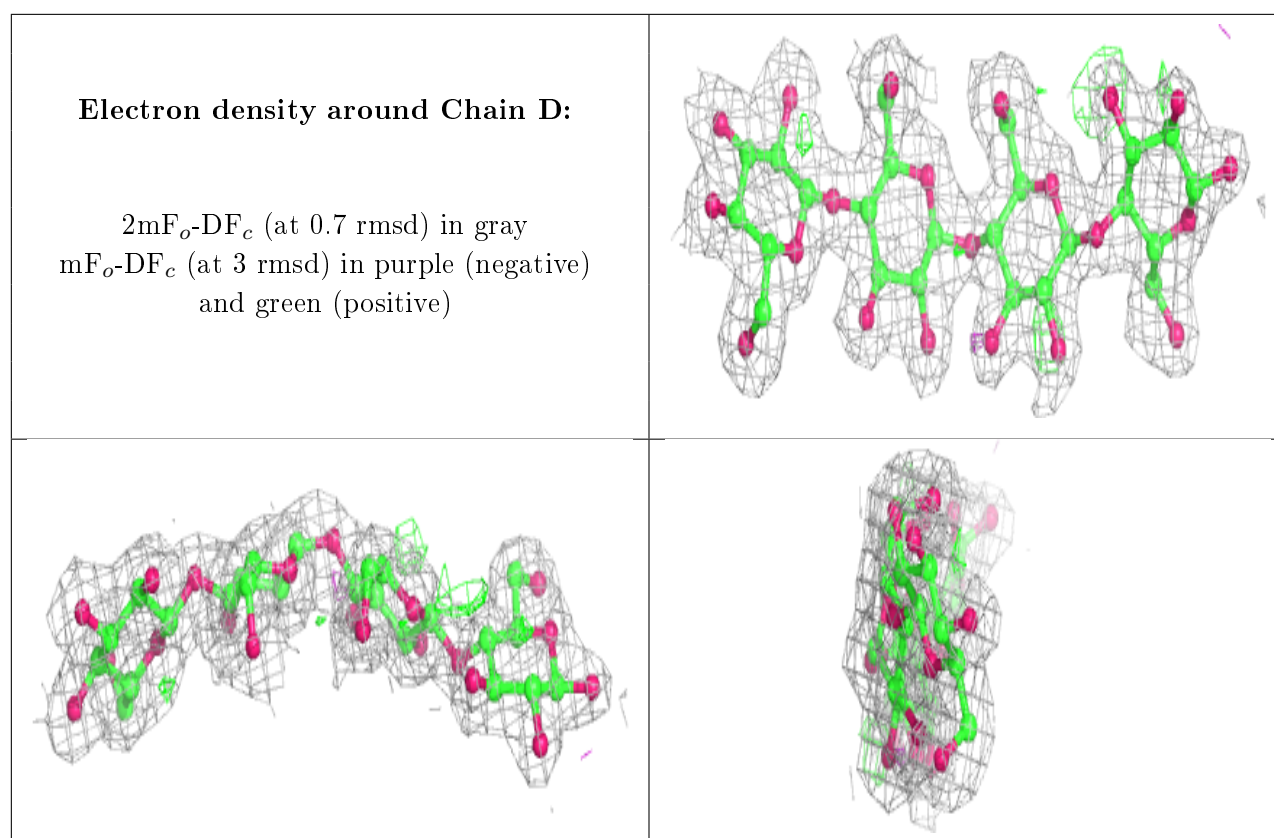 Electron density around Chain D:
2mFo-DFc (at 0.7 rmsd) in gray
mFo-DFc (at 3 rmsd) in purple (negative)
and green (positive)